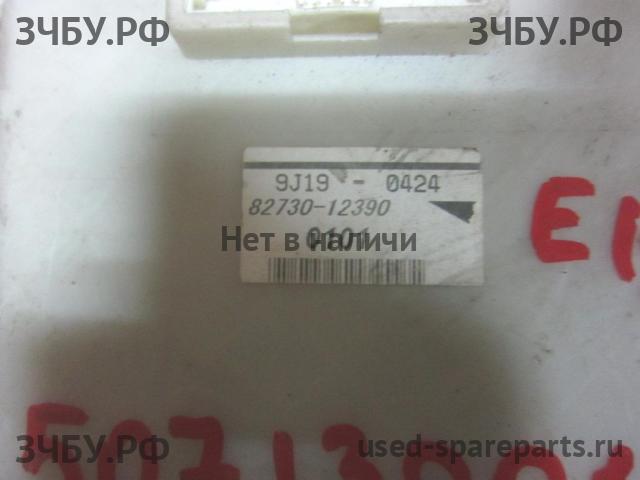 ЗЧБУ.РФ
ЗЧБУ.РФ
9J19 - 0424
82730-12390
Нет в наличи
ЗЧБУ.РФ
used-spareparts.ru